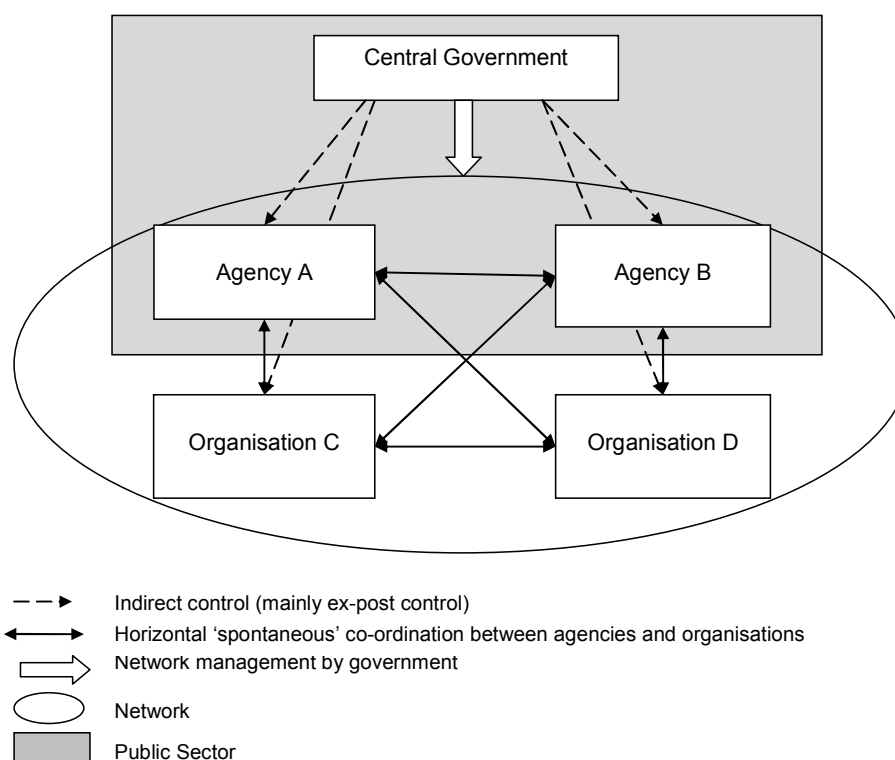 Central Government
Agency A
Agency B
Organisation C
Organisation D
Indirect control (mainly ex-post control)
Horizontal ‘spontaneous’ co-ordination between agencies and organisations
Network management by government
Network
Public Sector